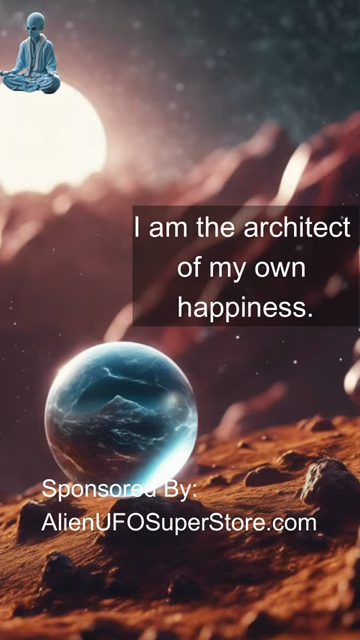 I am the architect
of my own
happiness.
Sponsored By:
AlienUFOSuperStore.com